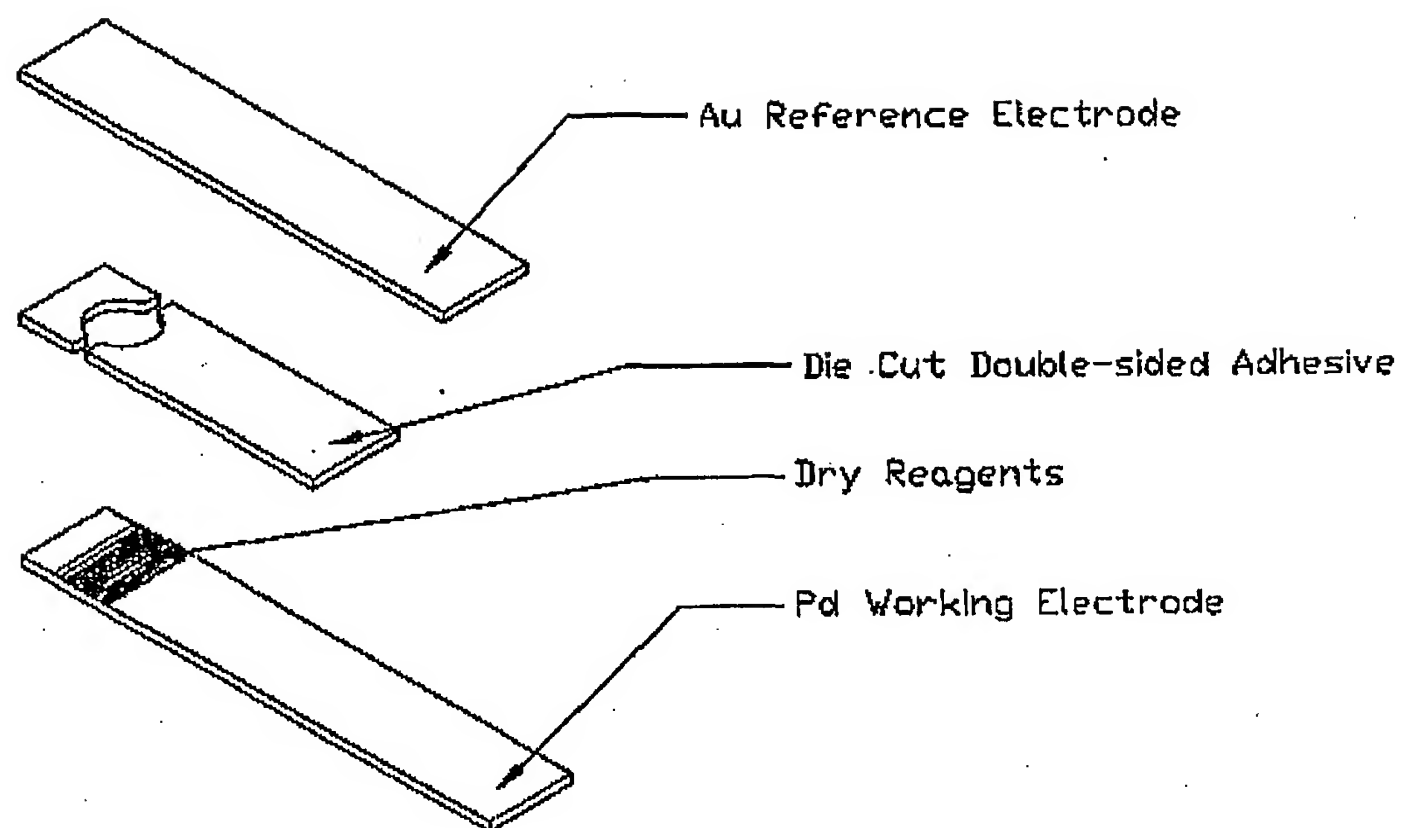 Au Reference Electrode
Die Cut Double-sided Adhesive
Dry Reagents
Pd Working Electrode